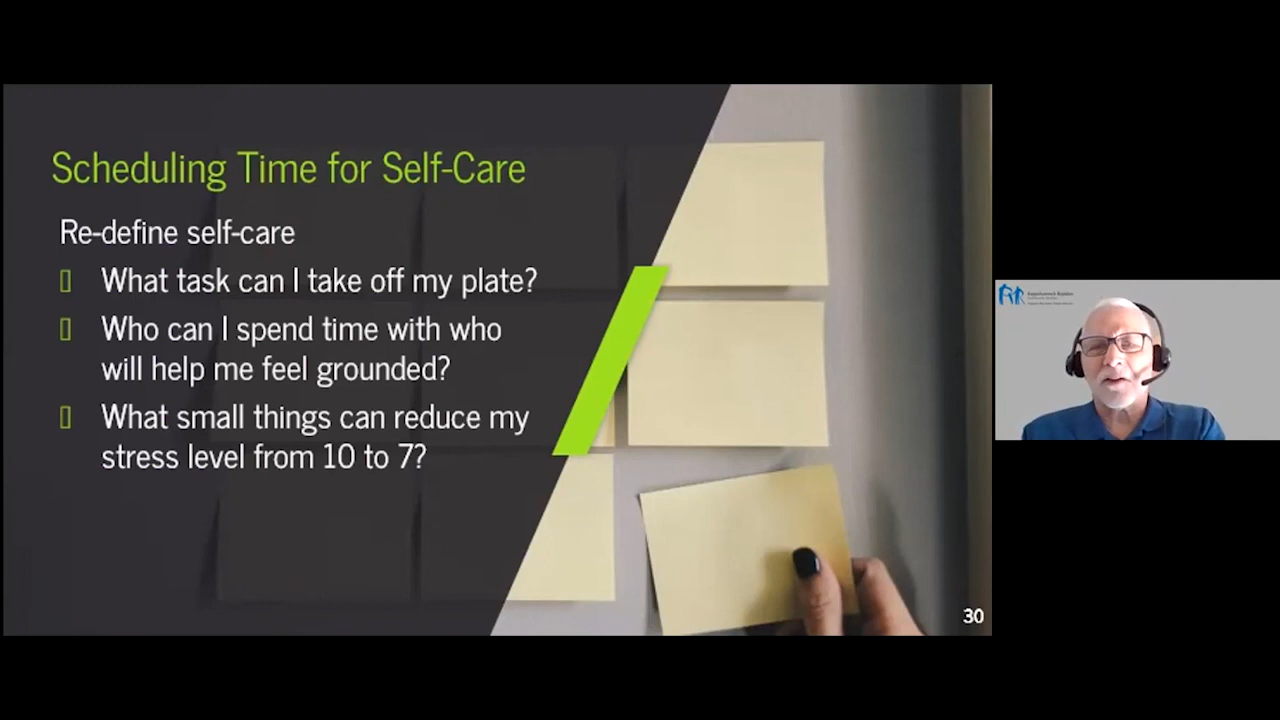 Scheduling Time for Self-Care
Re-define self-care
What task can I take off my plate?
Who can I spend time with who
will help me feel grounded?
What small things can reduce my
stress level from 10 to 7?
30